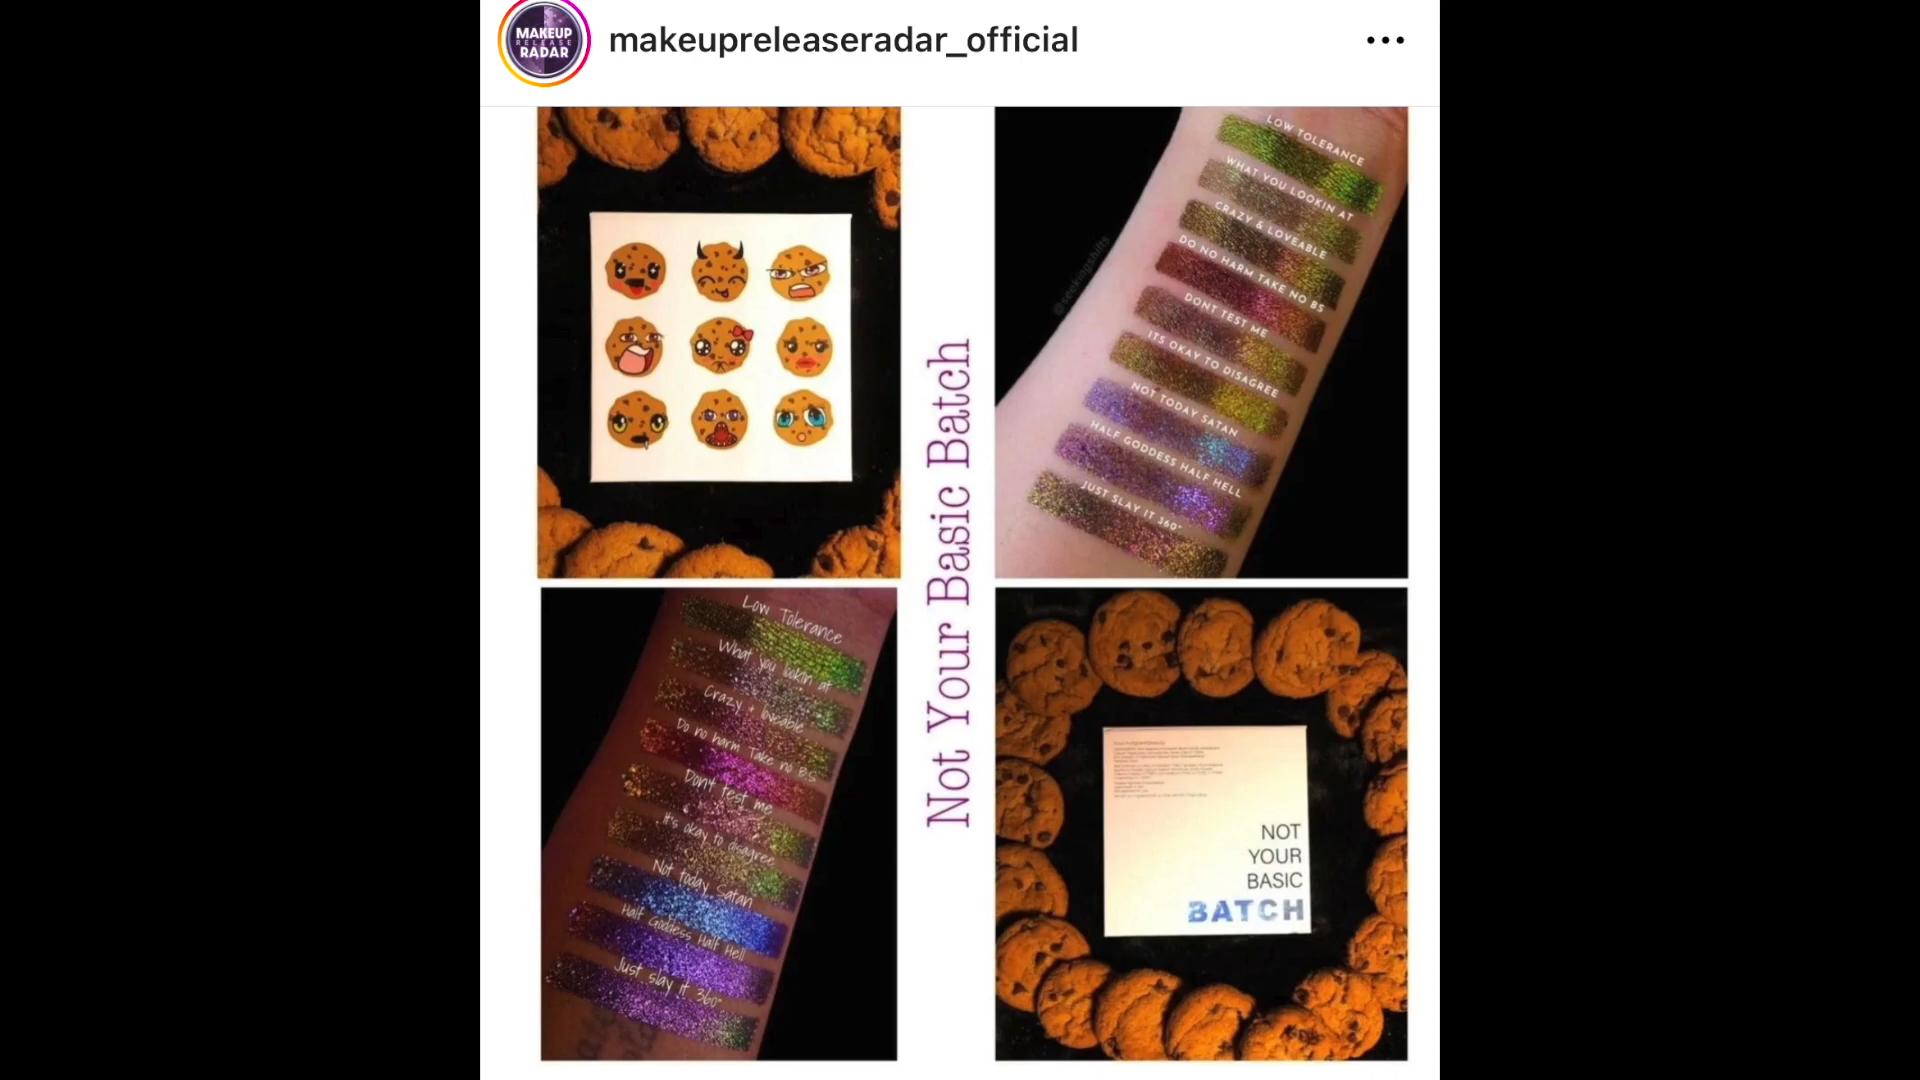 MAKEUP
RELEASE
RADAR
makeupreleaseradar_official
LOW TOLERANCE
WHAT YOU LOOKIN AT
CRAZY & LOVEABLE
DO NO HARM TAKE NO BS
DONT TEST ME
ITS OKAY TO DISAGREE
NOT TODAY SATAN
HALF GODDESS HALF HELL
JUST SLAY IT 360°
@seekingshifts
Not Your Basic Batch
Low Tolerance
What you lookin at
Crazy + loveable
Do no harm Take no B.S
Don't test me
It's okay to disagree
Not today Satan
Half Goddess Half Hell
Just slay it 360°
NOT
YOUR
BASIC
BATCH